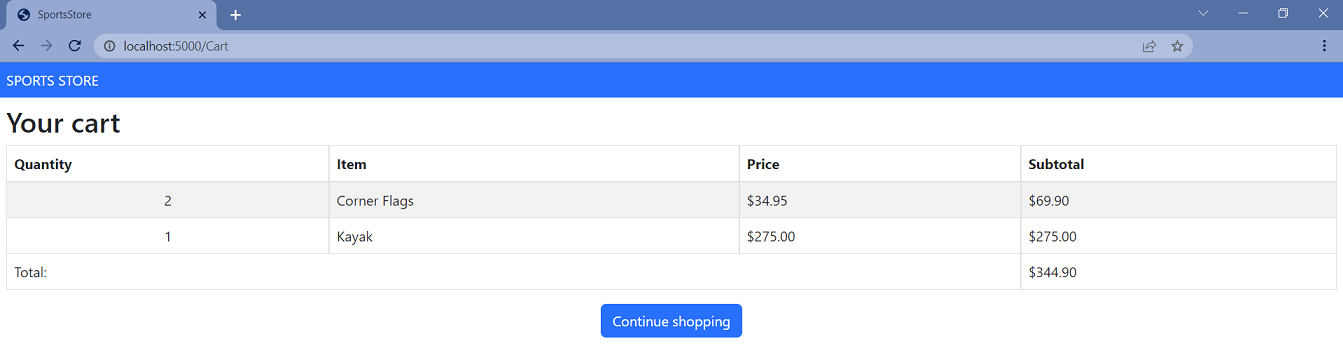 SportsStore
localhost:5000/Cart
SPORTS STORE
Your cart
Quantity Item Price Subtotal
2 Corner Flags $34.95 $69.90
1 Kayak $275.00 $275.00
Total: $344.90
Continue shopping